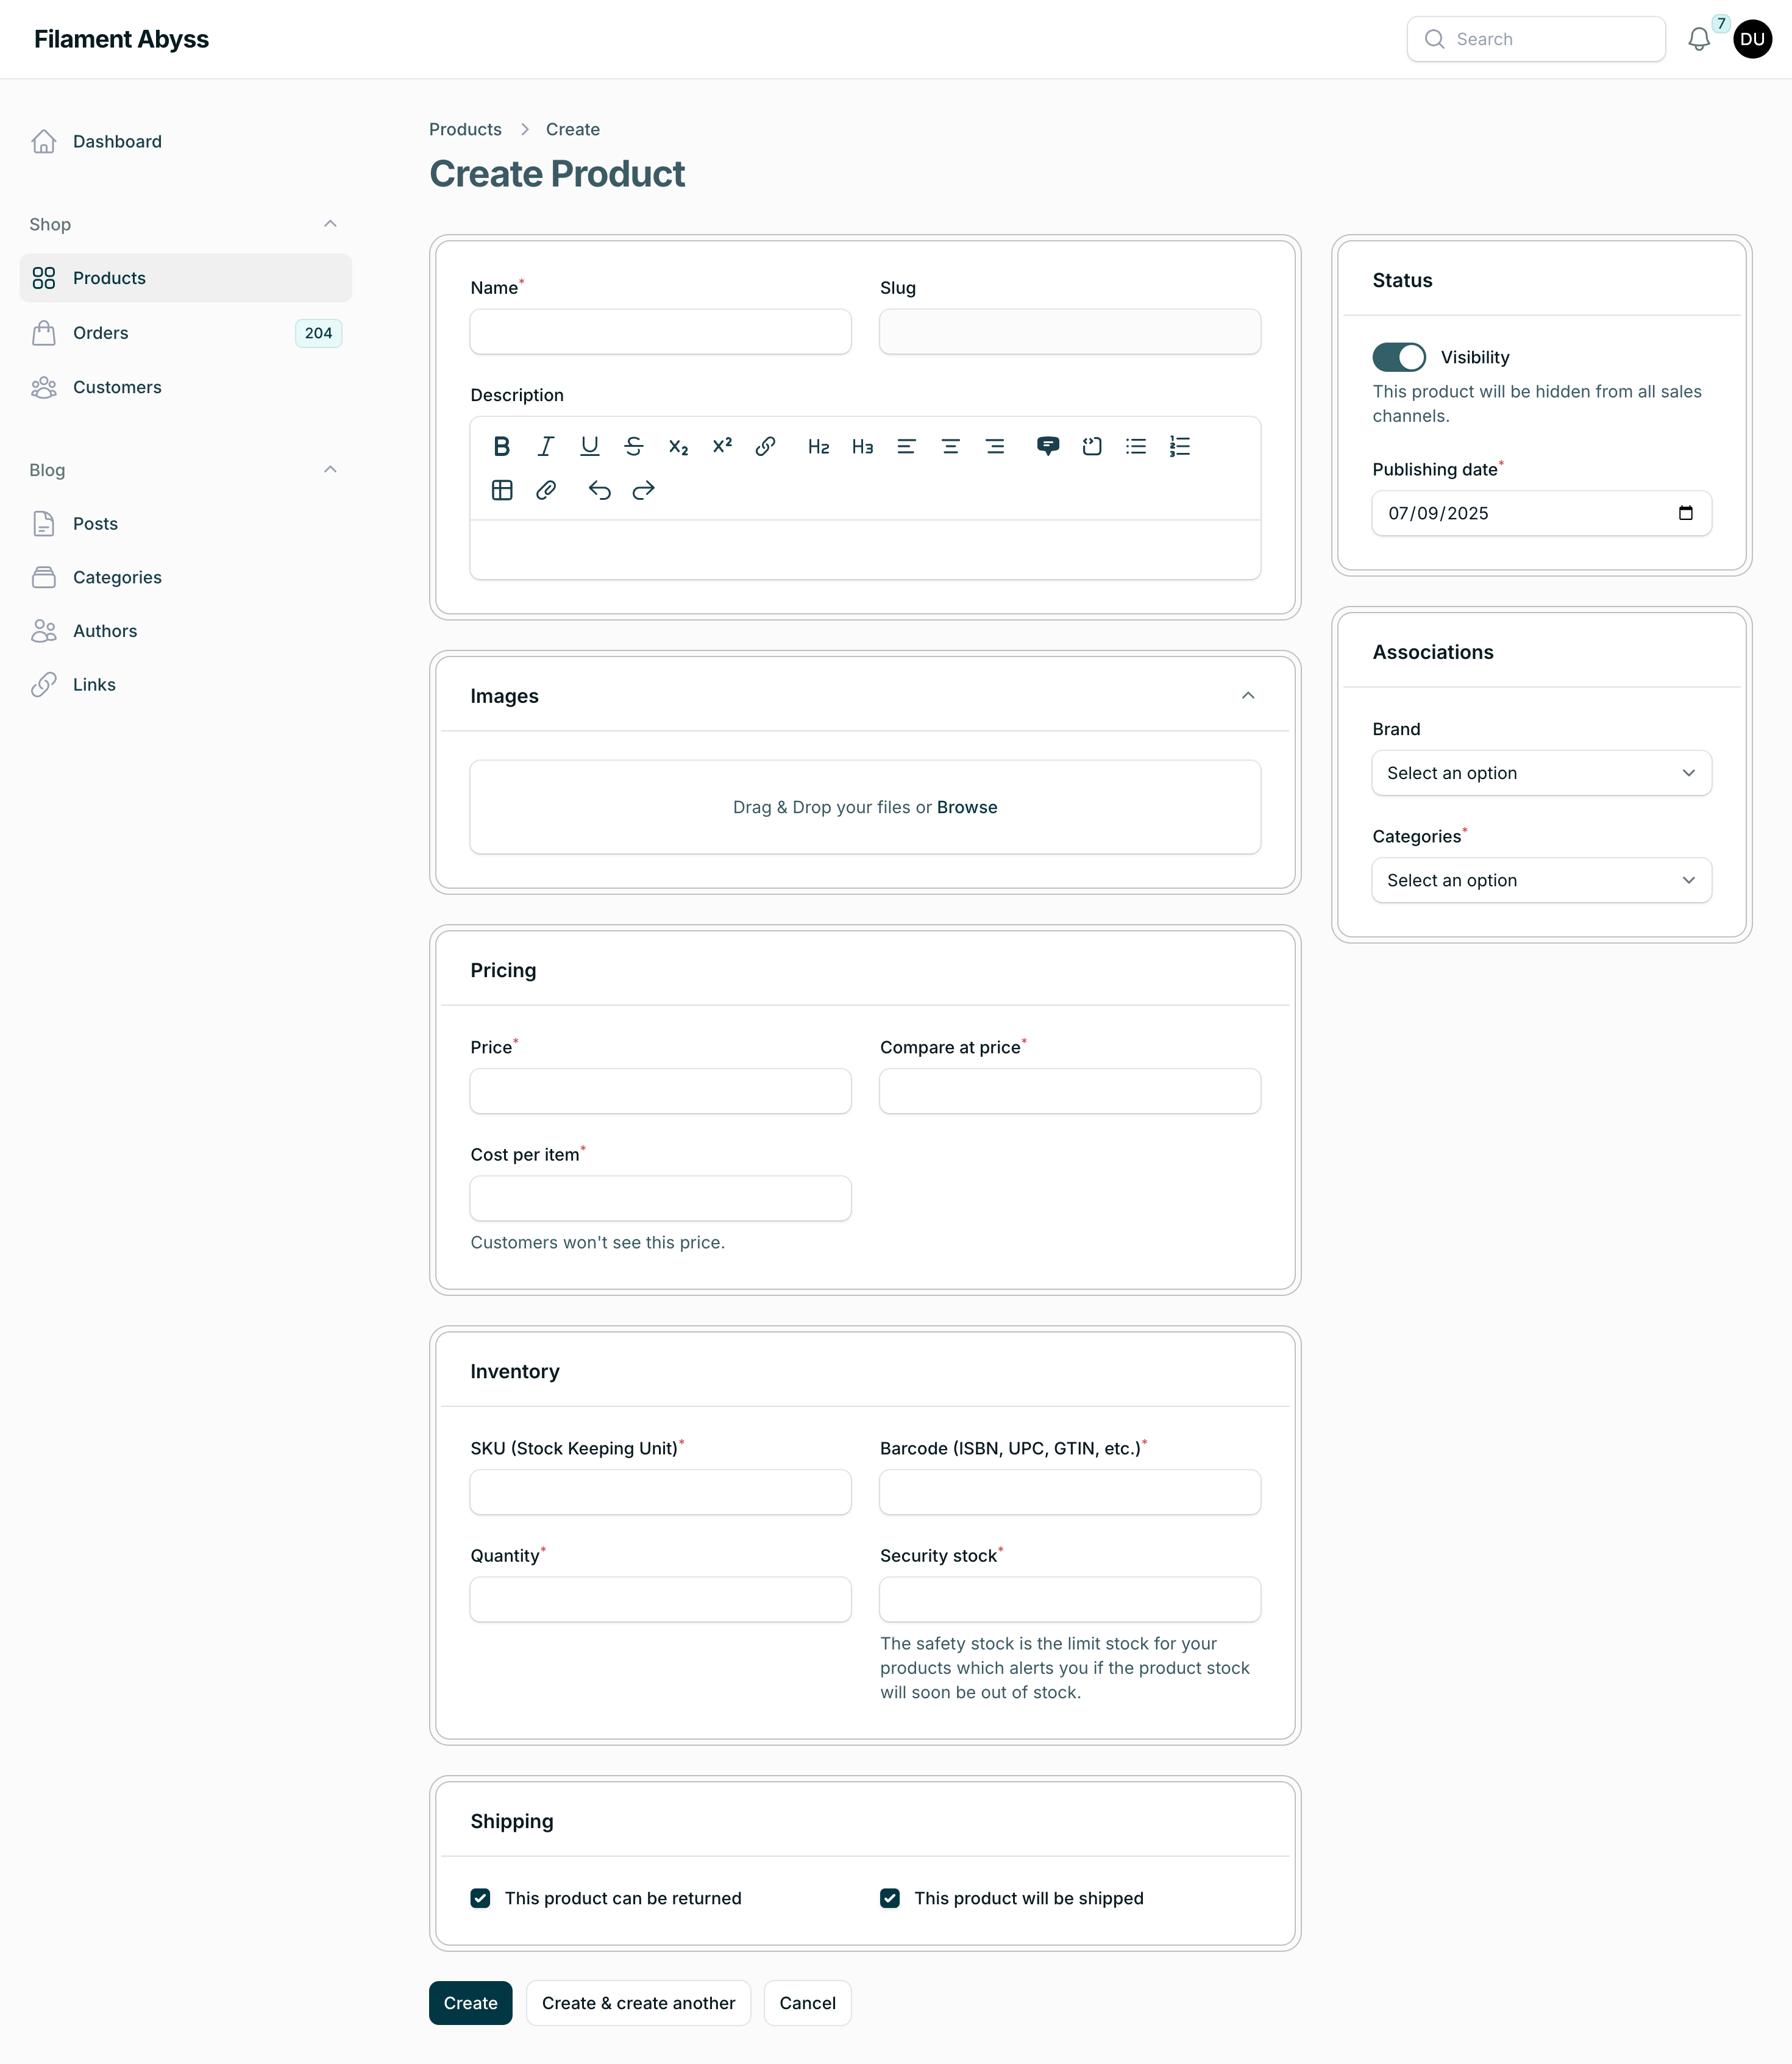 Filament Abyss
Search
7
DU
Dashboard
Shop
Products
Orders
204
Customers
Blog
Posts
Categories
Authors
Links
Products
Create
Create Product
Name*
Slug
Description
B I U S X₂ X² H2 H3
Images
Drag & Drop your files or Browse
Pricing
Price*
Compare at price*
Cost per item*
Customers won't see this price.
Inventory
SKU (Stock Keeping Unit)*
Barcode (ISBN, UPC, GTIN, etc.)*
Quantity*
Security stock*
The safety stock is the limit stock for your
products which alerts you if the product stock
will soon be out of stock.
Shipping
This product can be returned
This product will be shipped
Create
Create & create another
Cancel
Status
Visibility
This product will be hidden from all sales
channels.
Publishing date*
07/09/2025
Associations
Brand
Select an option
Categories*
Select an option